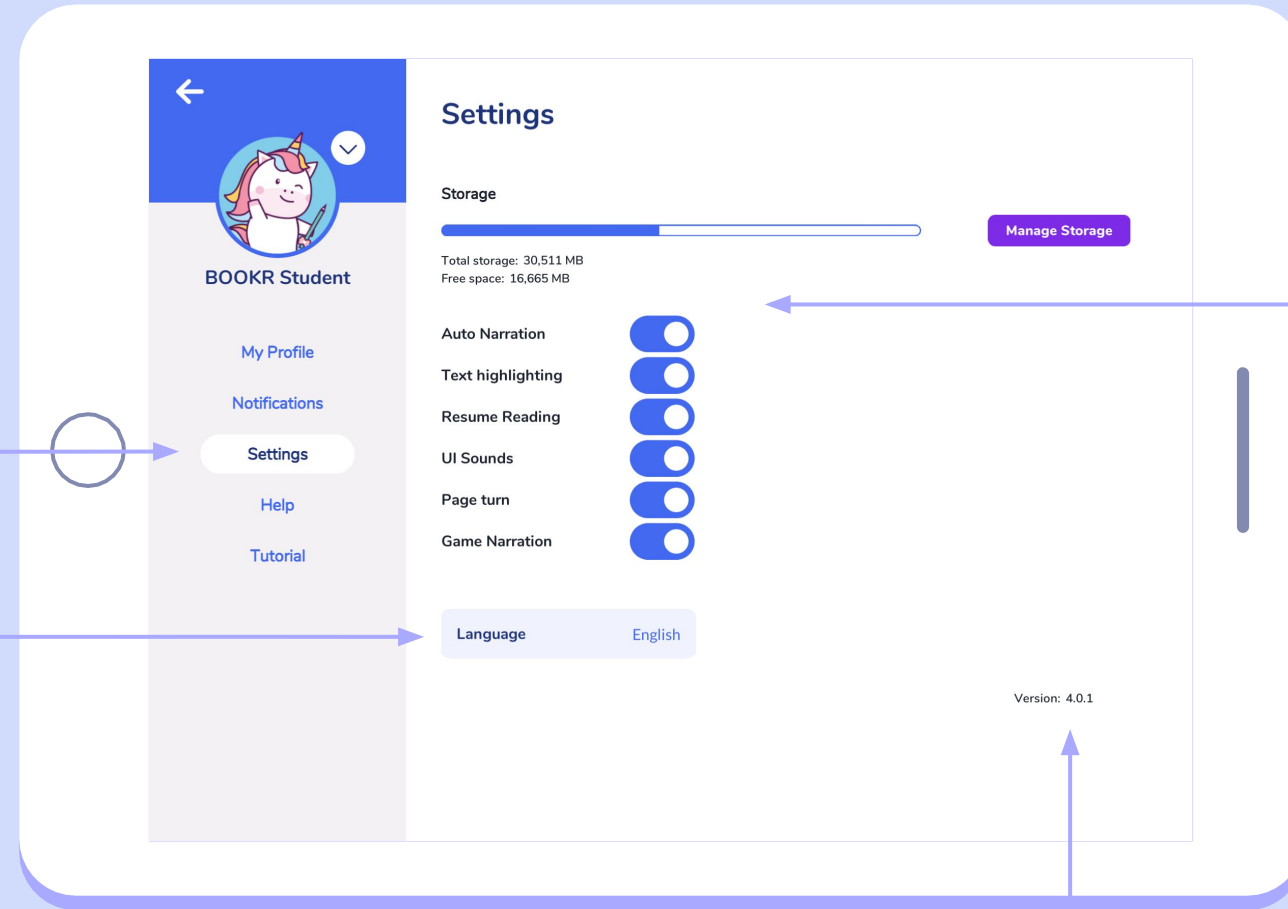 BOOKR Student
My Profile
Notifications
Settings
Help
Tutorial
Settings
Storage
Manage Storage
Total storage: 30,511 MB
Free space: 16,665 MB
Auto Narration
Text highlighting
Resume Reading
UI Sounds
Page turn
Game Narration
Language English
Version: 4.0.1